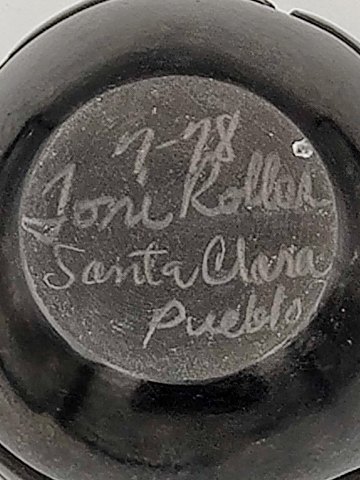 7-78
Toni Roller
Santa Clara
Pueblo